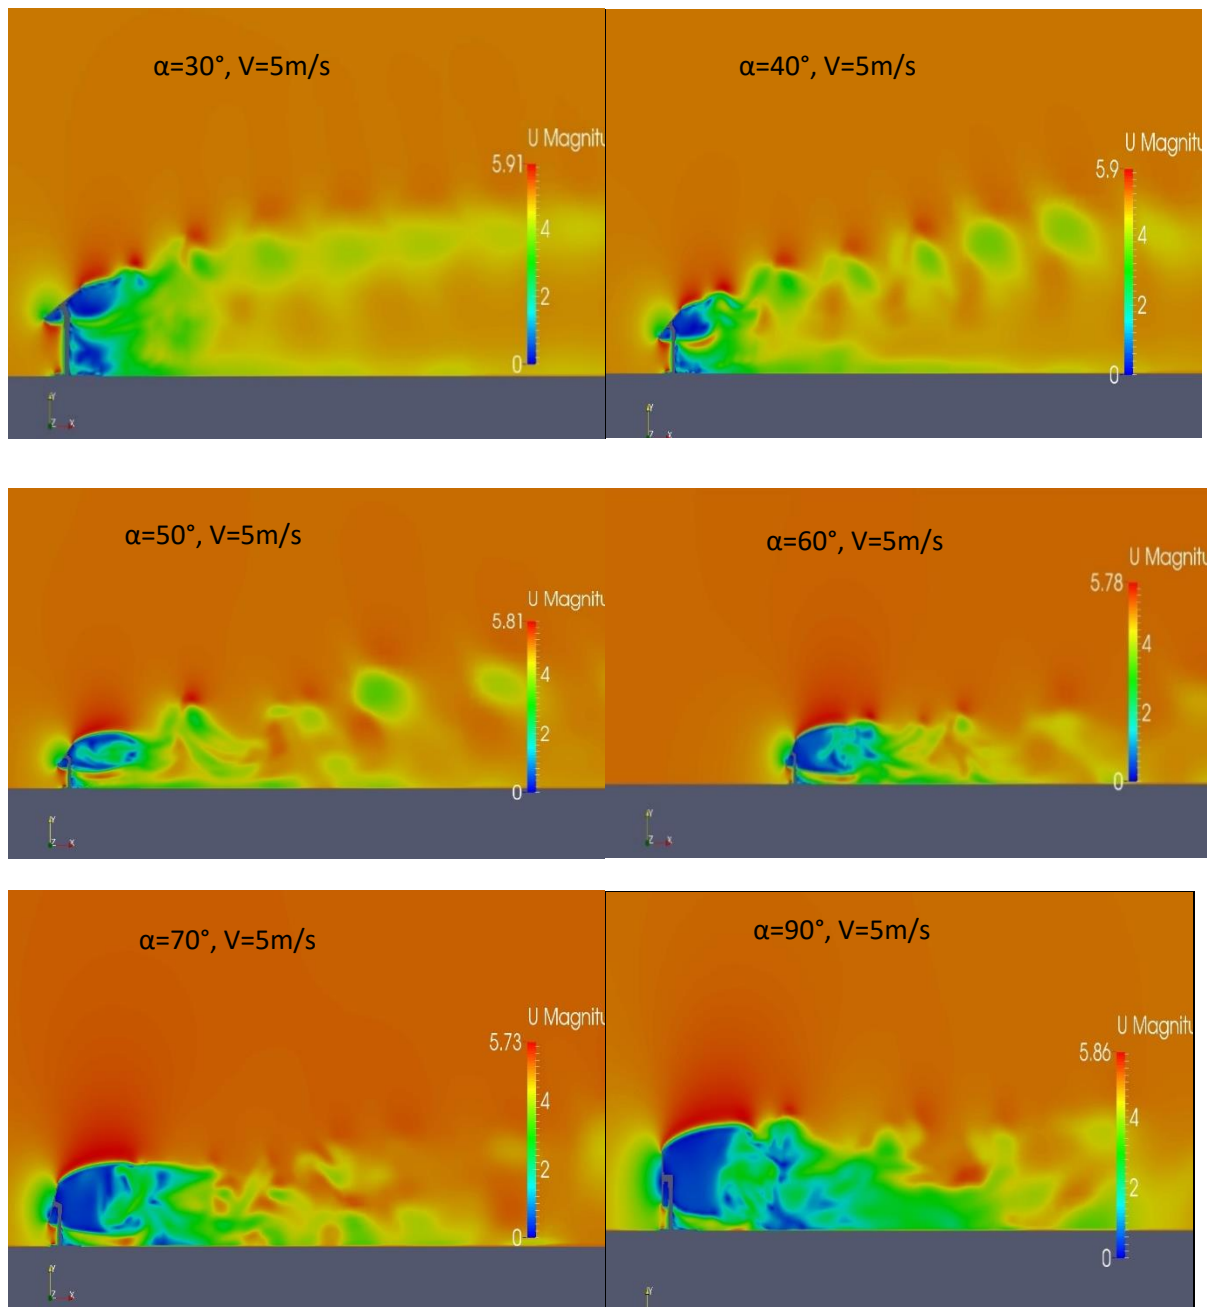 α=30°, V=5m/s
U Magnitu
5.91
4
2
0
Y
Z X
α=40°, V=5m/s
U Magnitu
5.9
4
2
0
Y
Z X
α=50°, V=5m/s
U Magnitu
5.81
4
2
0
Y
Z X
α=60°, V=5m/s
U Magnitu
5.78
4
2
0
Y
Z X
α=70°, V=5m/s
U Magnitu
5.73
4
2
0
Y
Z X
α=90°, V=5m/s
U Magnitu
5.86
4
2
0
Y